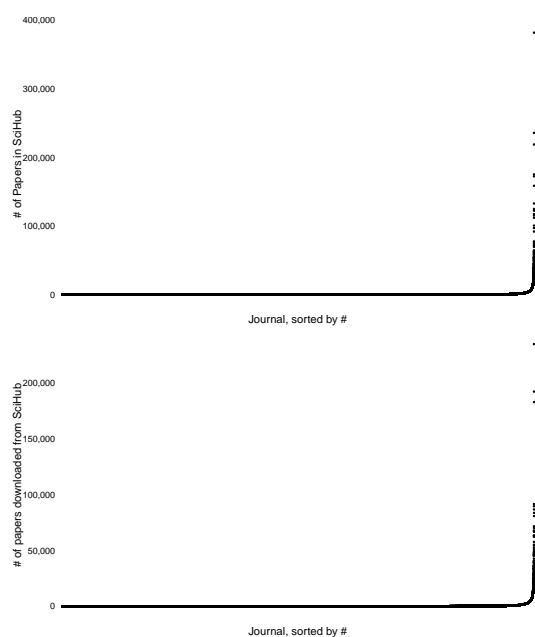 400,000
300,000
200,000
100,000
0
# of Papers in SciHub
Journal, sorted by #
200,000
150,000
100,000
50,000
0
# of papers downloaded from SciHub
Journal, sorted by #